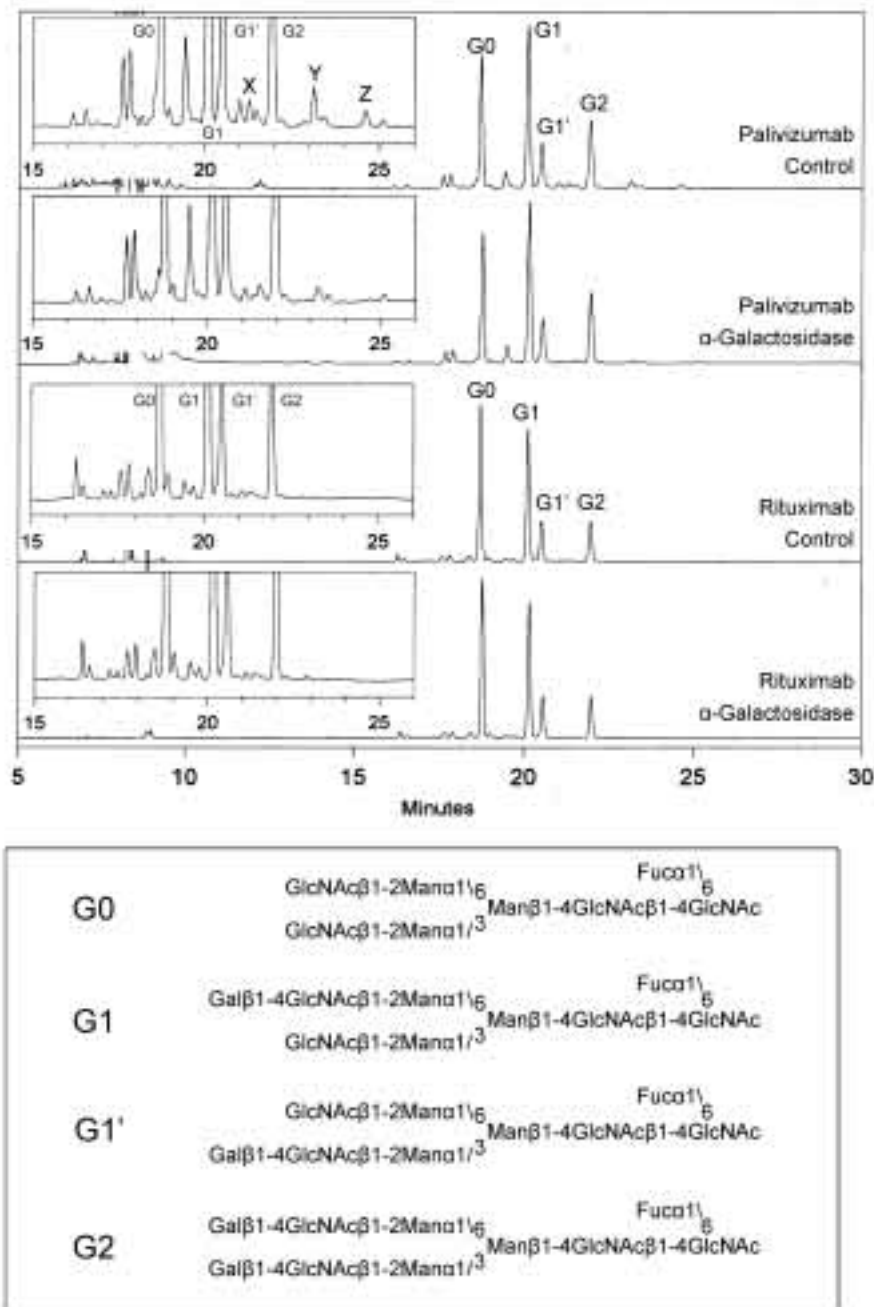 G0 G1' G2
X Y Z
G1
15 20 25
G0 G1 G1' G2
Palivizumab
Control
15 20 25
Palivizumab
α-Galactosidase
G0 G1 G1' G2
15 20 25
G0 G1 G1' G2
Rituximab
Control
15 20 25
Rituximab
α-Galactosidase
5 10 15 20 25 30
Minutes
Fucα1\6
G0 GlcNAcβ1-2Manα1\6
Manβ1-4GlcNAcβ1-4GlcNAc
GlcNAcβ1-2Manα1/3
Fucα1\6
G1 Galβ1-4GlcNAcβ1-2Manα1\6
Manβ1-4GlcNAcβ1-4GlcNAc
GlcNAcβ1-2Manα1/3
Fucα1\6
G1' GlcNAcβ1-2Manα1\6
Manβ1-4GlcNAcβ1-4GlcNAc
Galβ1-4GlcNAcβ1-2Manα1/3
Fucα1\6
G2 Galβ1-4GlcNAcβ1-2Manα1\6
Manβ1-4GlcNAcβ1-4GlcNAc
Galβ1-4GlcNAcβ1-2Manα1/3